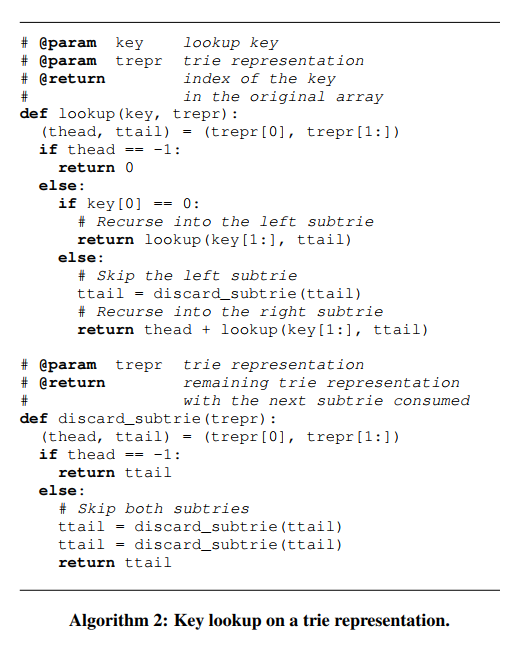 # @param  key    lookup key
# @param  trepr  trie representation
# @return        index of the key
#                in the original array
def lookup(key, trepr):
  (thead, ttail) = (trepr[0], trepr[1:])
  if thead == -1:
    return 0
  else:
    if key[0] == 0:
      # Recurse into the left subtrie
      return lookup(key[1:], ttail)
    else:
      # Skip the left subtrie
      ttail = discard_subtrie(ttail)
      # Recurse into the right subtrie
      return thead + lookup(key[1:], ttail)
# @param  trepr  trie representation
# @return        remaining trie representation
#                with the next subtrie consumed
def discard_subtrie(trepr):
  (thead, ttail) = (trepr[0], trepr[1:])
  if thead == -1:
    return ttail
  else:
    # Skip both subtries
    ttail = discard_subtrie(ttail)
    ttail = discard_subtrie(ttail)
    return ttail
Algorithm 2: Key lookup on a trie representation.